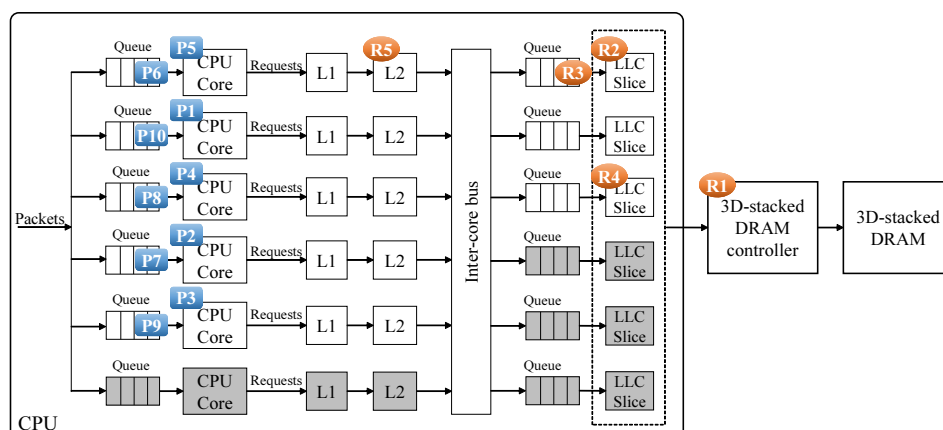 Queue
P5
CPU
Core
Requests
P6
L1
R5
L2
Queue
R3
R2
LLC
Slice
Queue
P1
CPU
Core
Requests
P10
L1
L2
Queue
LLC
Slice
Queue
P4
CPU
Core
Requests
P8
L1
L2
Queue
R4
LLC
Slice
Packets
Queue
P2
CPU
Core
Requests
P7
L1
L2
Queue
LLC
Slice
Queue
P3
CPU
Core
Requests
P9
L1
L2
Queue
LLC
Slice
Queue
CPU
Core
Requests
L1
L2
Queue
LLC
Slice
Inter-core bus
R1
3D-stacked
DRAM
controller
3D-stacked
DRAM
CPU